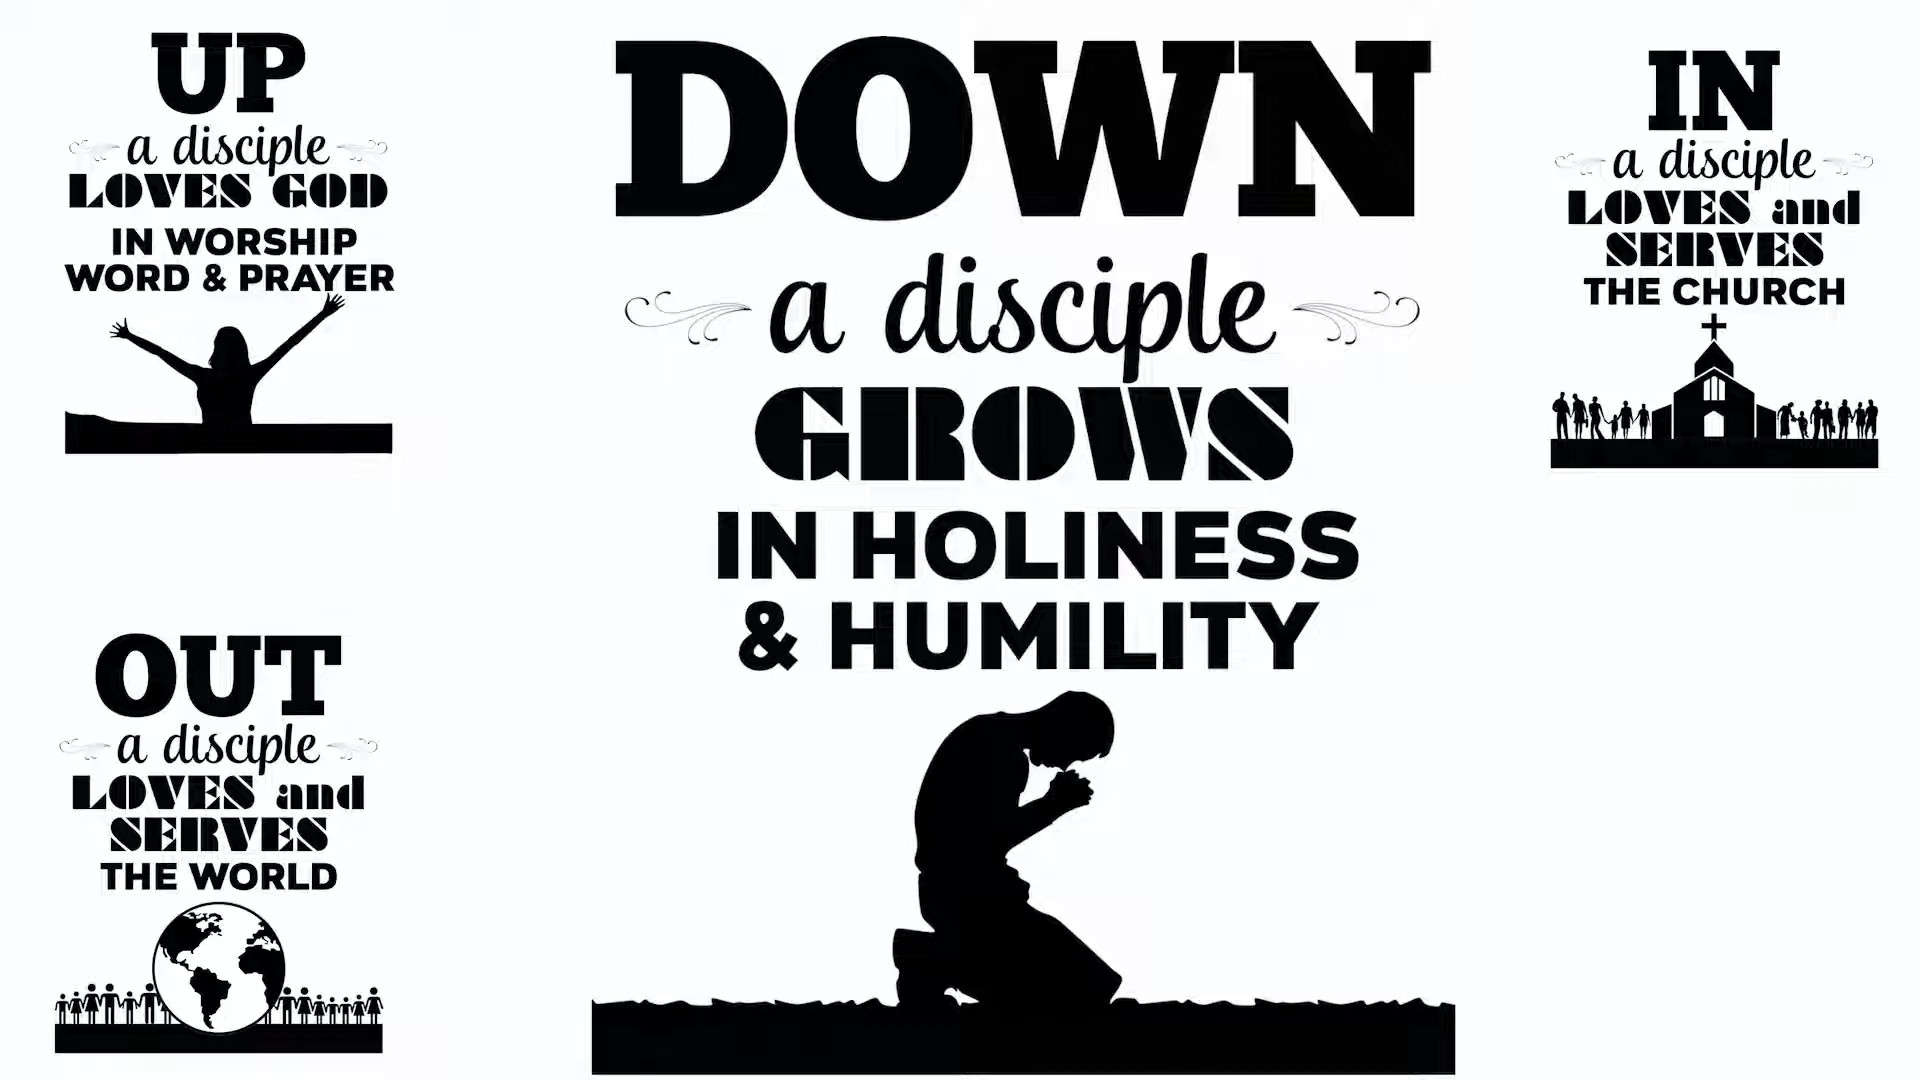 UP
a disciple
LOVES GOD
IN WORSHIP
WORD & PRAYER
DOWN
a disciple
GROWS
IN HOLINESS
& HUMILITY
IN
a disciple
LOVES and
SERVES
THE CHURCH
OUT
a disciple
LOVES and
SERVES
THE WORLD